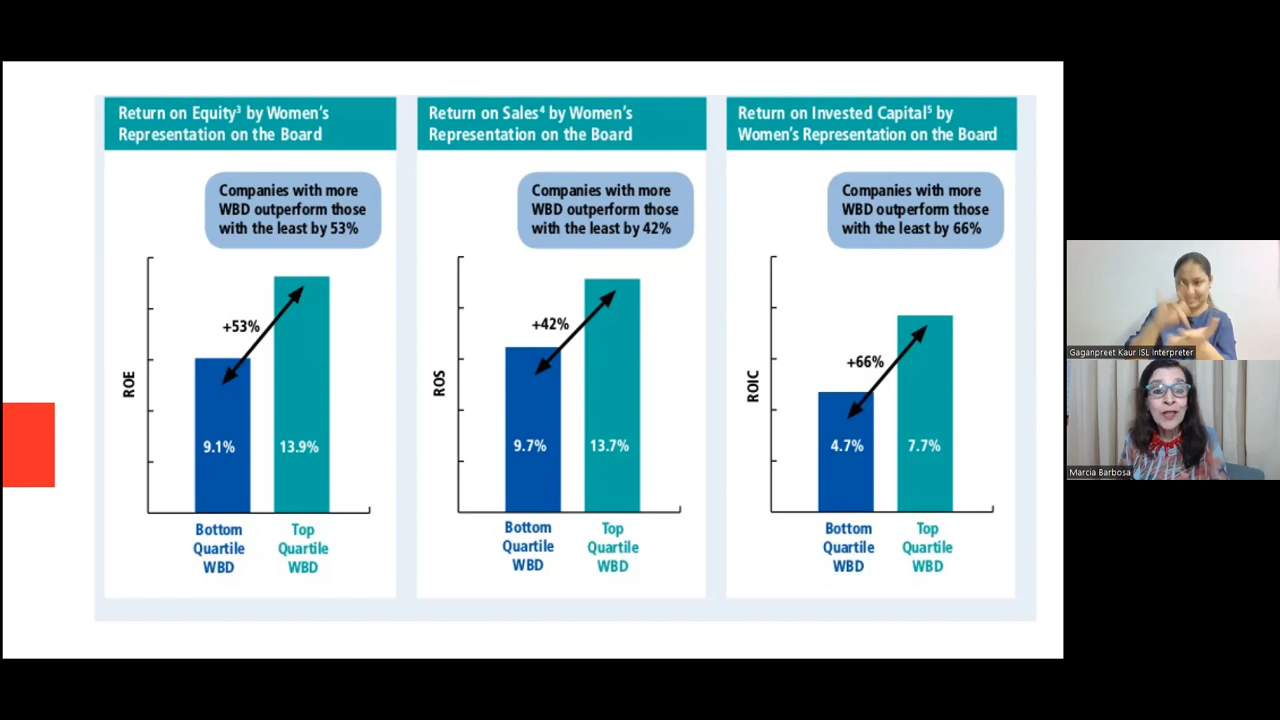 Return on Equity³ by Women's
Representation on the Board
Companies with more
WBD outperform those
with the least by 53%
+53%
ROE
9.1%
13.9%
Bottom
Quartile
WBD
Top
Quartile
WBD
Return on Sales⁴ by Women's
Representation on the Board
Companies with more
WBD outperform those
with the least by 42%
+42%
ROS
9.7%
13.7%
Bottom
Quartile
WBD
Top
Quartile
WBD
Return on Invested Capital⁵ by
Women's Representation on the Board
Companies with more
WBD outperform those
with the least by 66%
+66%
ROIC
4.7%
7.7%
Bottom
Quartile
WBD
Top
Quartile
WBD
Gaganpreet Kaur ISL Interpreter
Marcia Barbosa